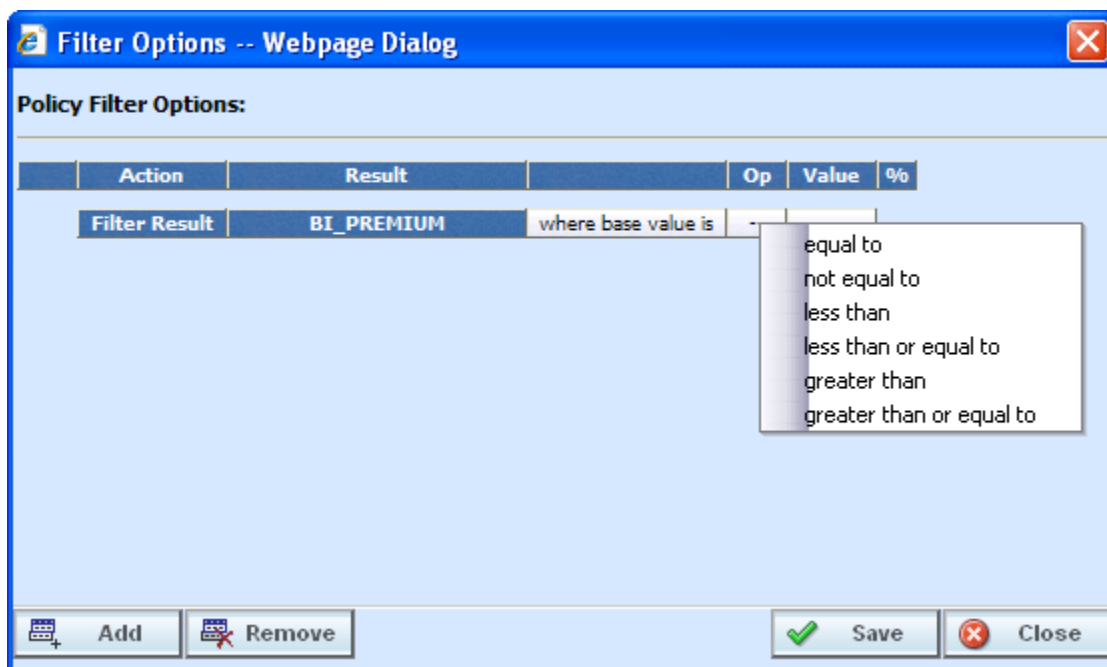 Filter Options -- Webpage Dialog
Policy Filter Options:
Action Result Op Value %
Filter Result BI_PREMIUM where base value is --
equal to
not equal to
less than
less than or equal to
greater than
greater than or equal to
Add Remove Save Close